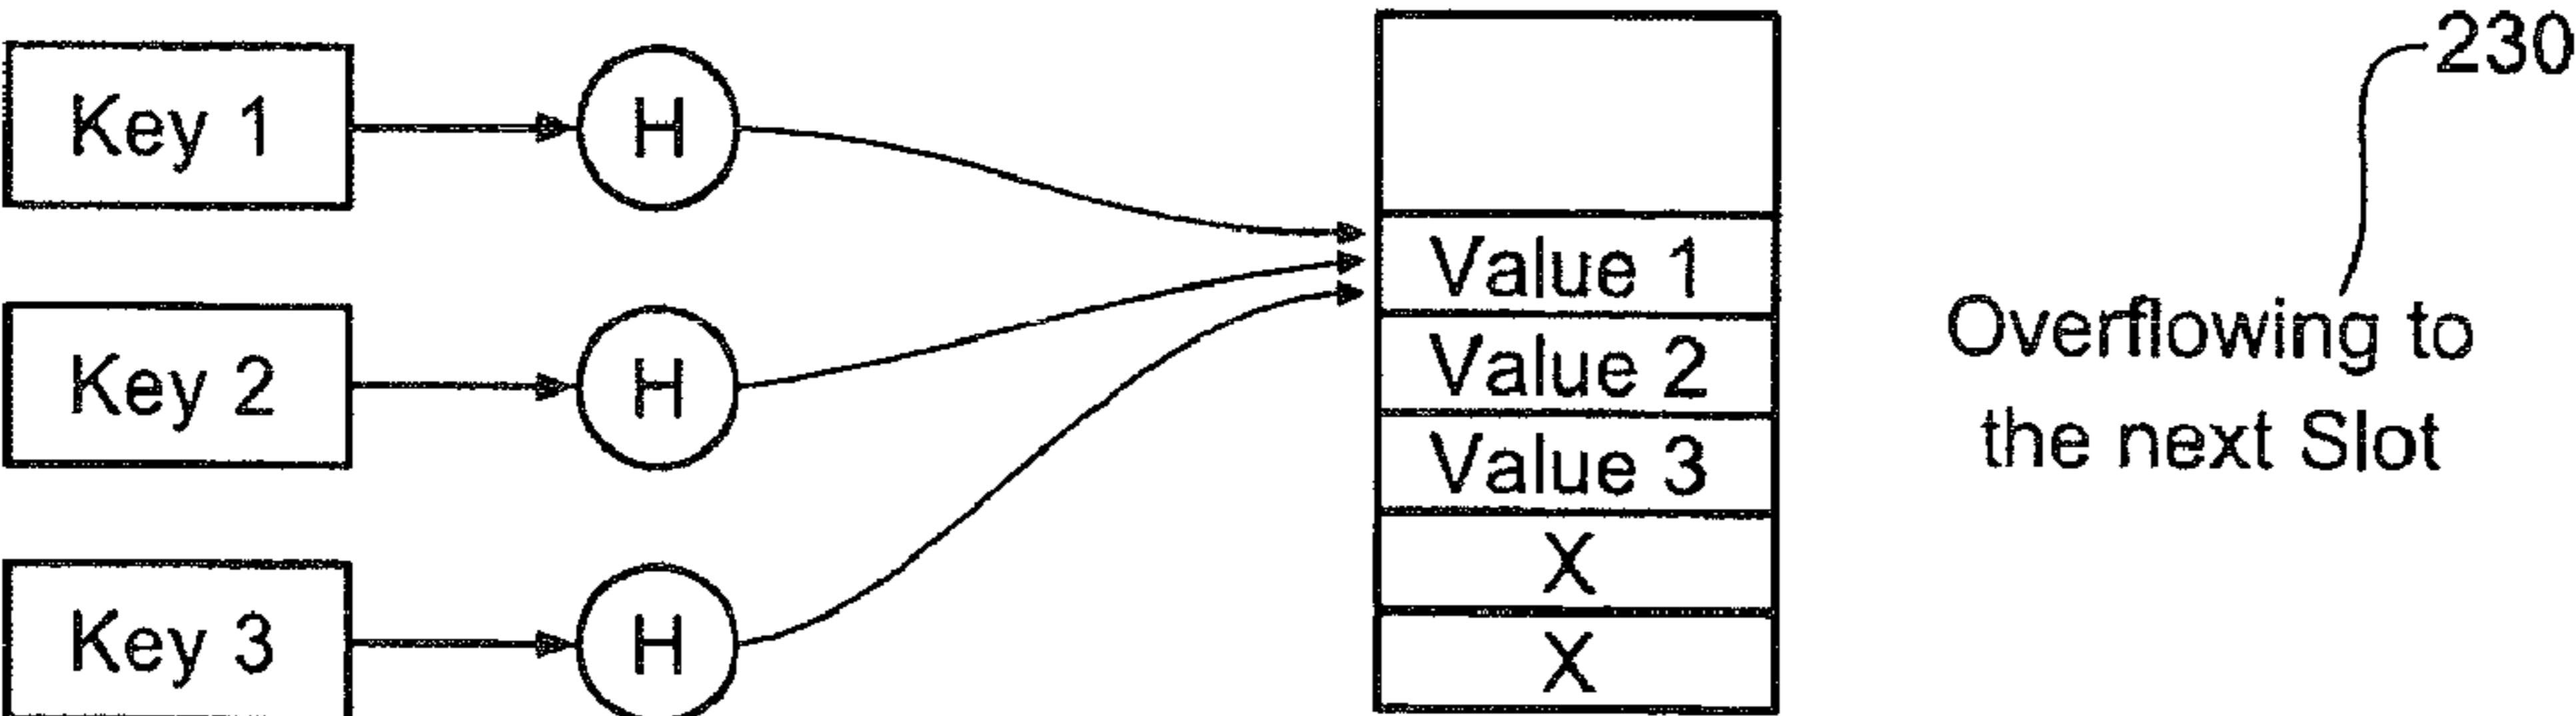 230
Key 1
H
Value 1
Overflowing to
Key 2
H
Value 2
the next Slot
Value 3
X
Key 3
H
X